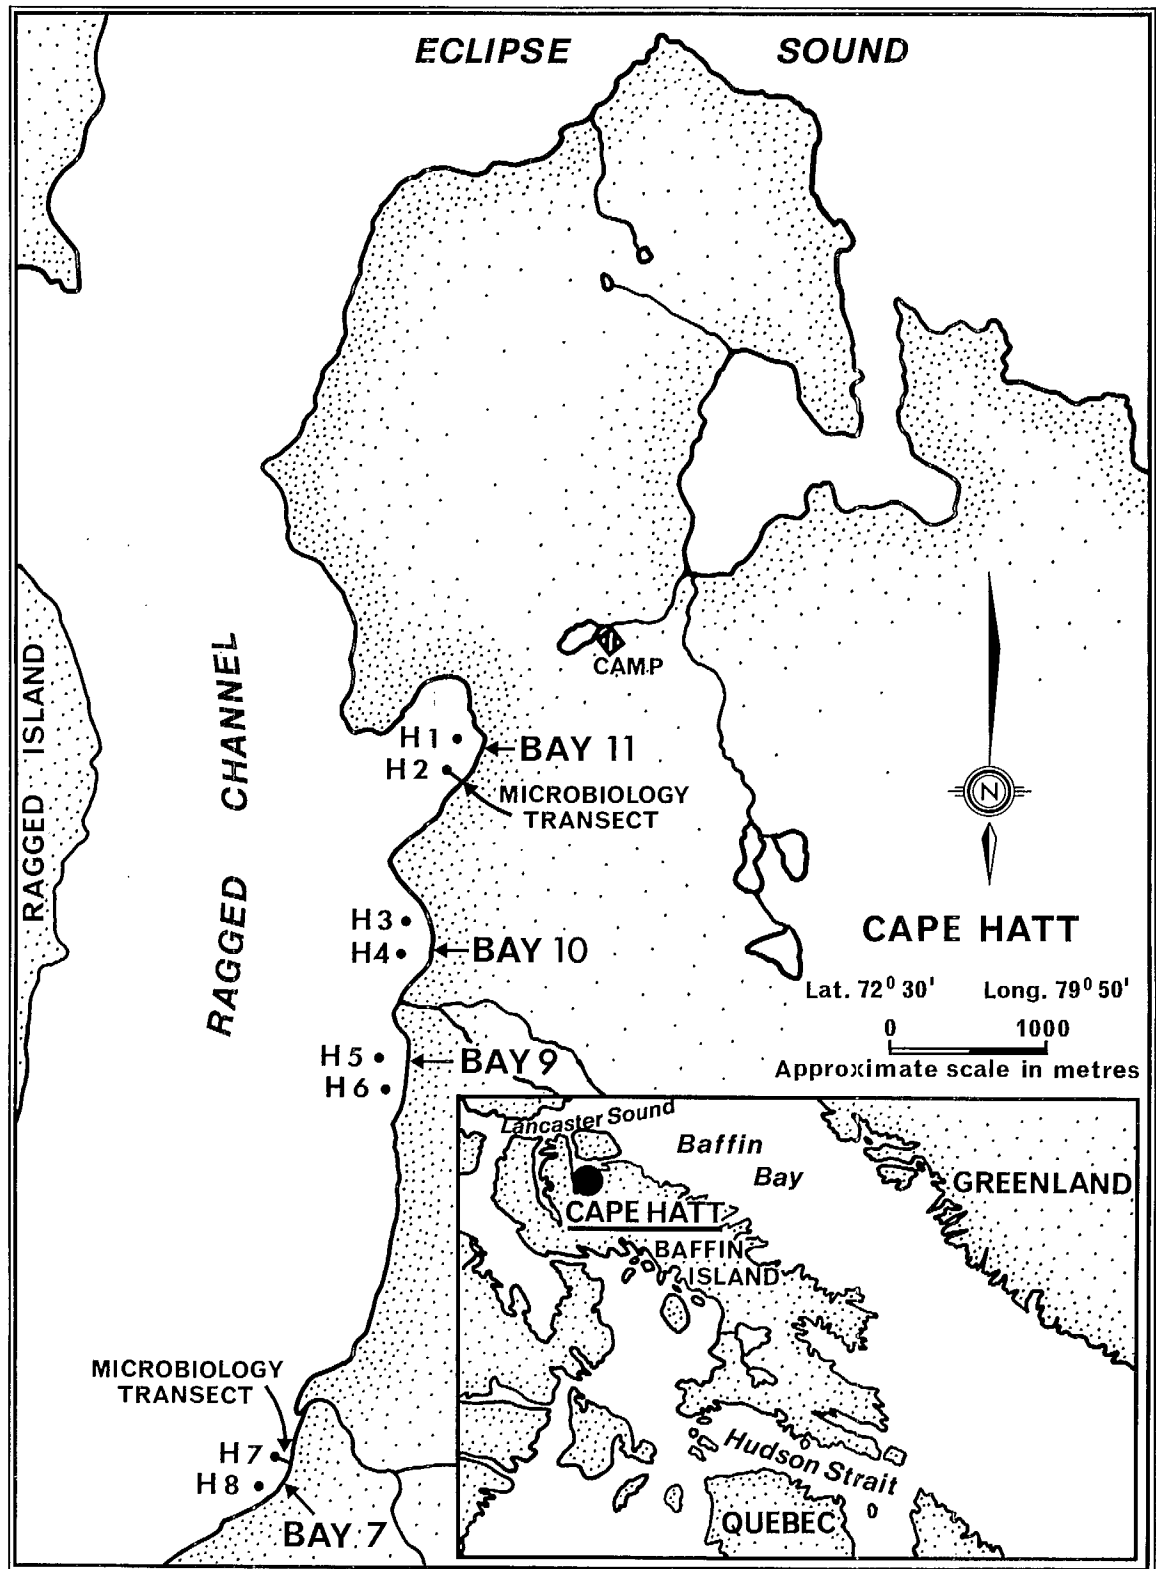 ECLIPSE SOUND
CAMP
RAGGED ISLAND
RAGGED CHANNEL
H1
BAY 11
H2
MICROBIOLOGY
TRANSECT
N
H3
H4
BAY 10
CAPE HATT
Lat. 72⁰ 30' Long. 79⁰ 50'
0 1000
Approximate scale in metres
H5
BAY 9
H6
Lancaster Sound
Baffin
Bay
GREENLAND
CAPE HATT
BAFFIN
ISLAND
Hudson Strait
QUEBEC
MICROBIOLOGY
TRANSECT
H7
H8
BAY 7